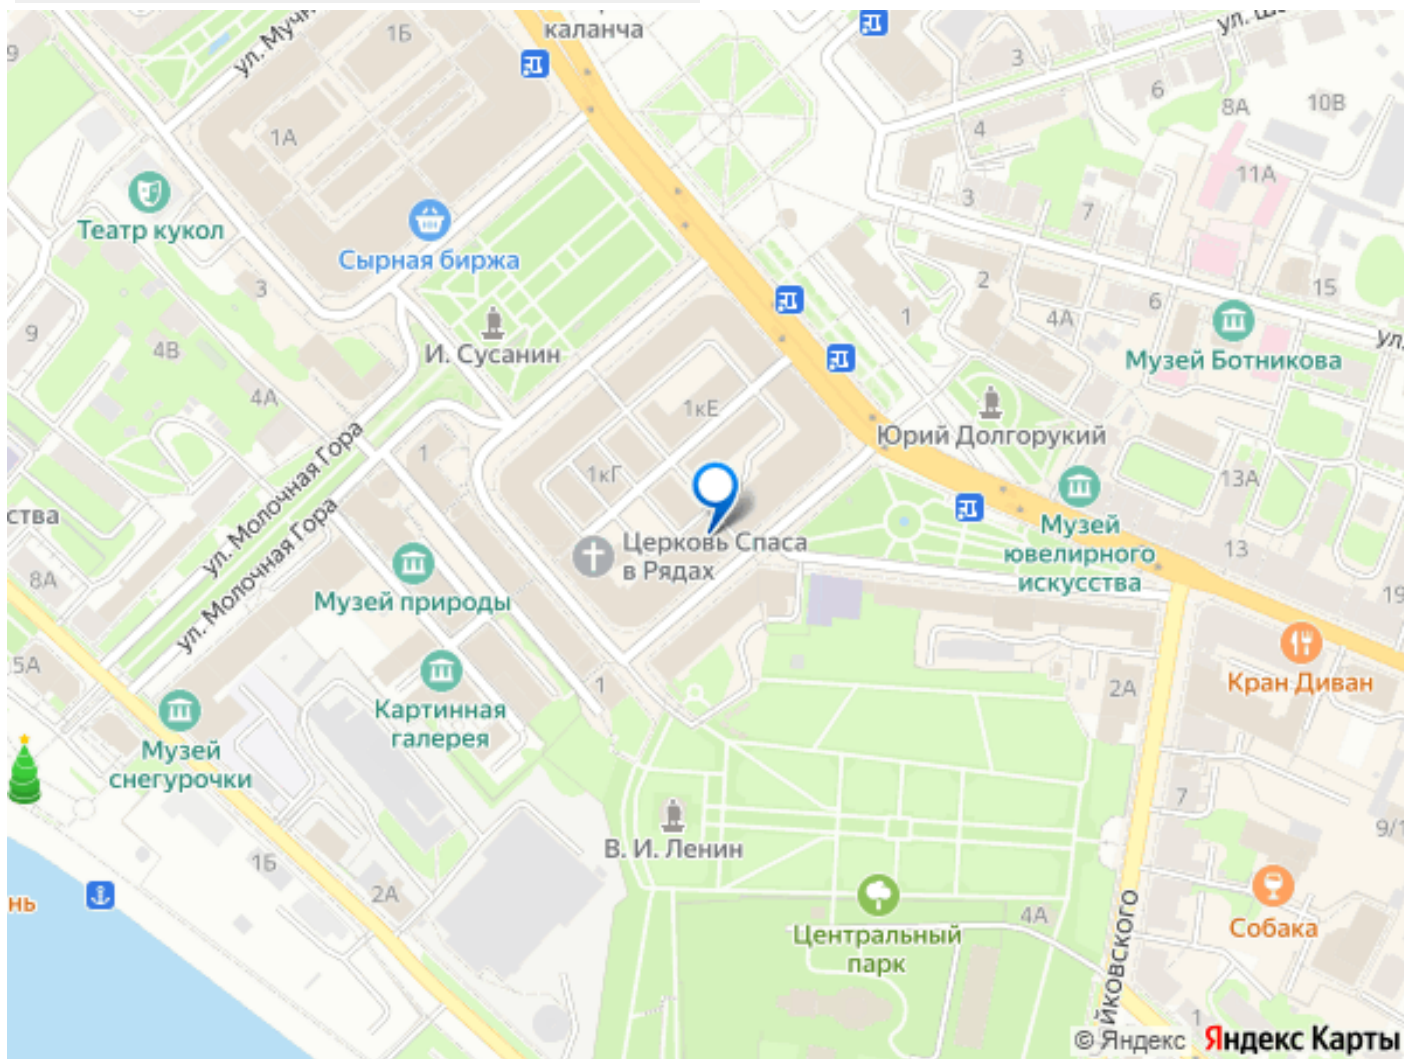 каланча
ул. Мучн
1Б
9
3
6
8А
10В
ул. Ш
1А
4
11А
3
7
Театр кукол
Сырная биржа
3
2
15
6
4А
1
9
И. Сусанин
4В
Музей Ботникова
ул.
4А
1кЕ
Юрий Долгорукий
1
1кГ
13А
ул. Молочная Гора
ул. Молочная Гора
ства
Музей
ювелирного
искусства
13
Церковь Спаса
в Рядах
8А
Музей природы
19
5А
1
2А
Кран Диван
Картинная
галерея
Музей
снегурочки
7
9/1
В. И. Ленин
1Б
2А
нь
4А
Собака
Центральный
парк
йковского
1
© Яндекс Яндекс Карты